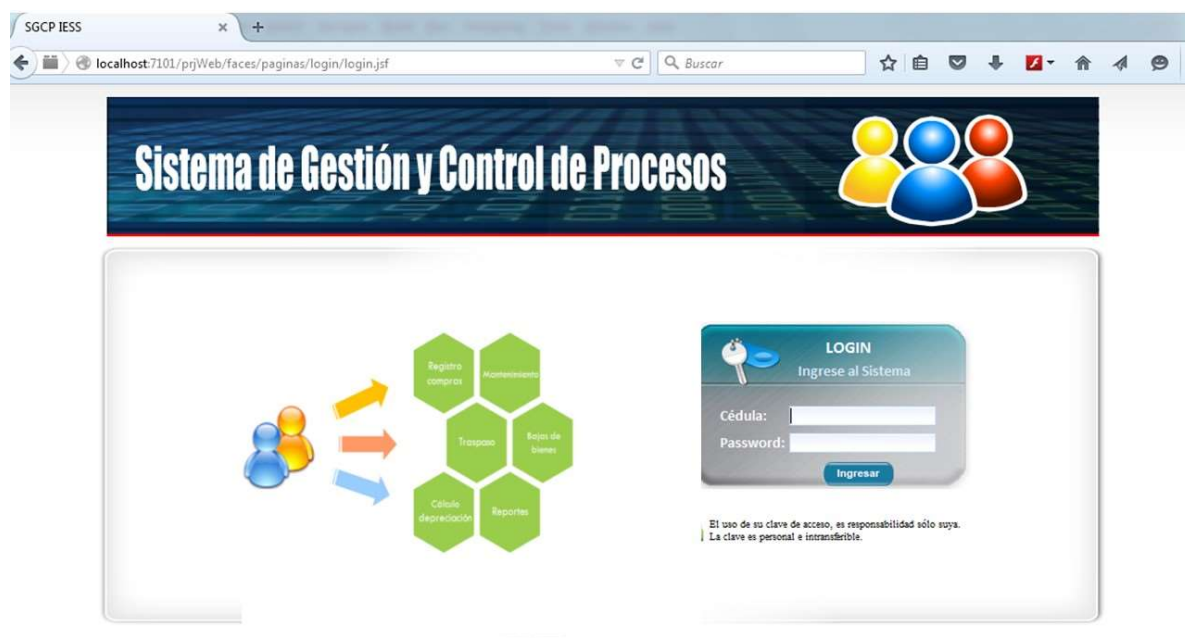 SGCP IESS
localhost:7101/prjWeb/faces/paginas/login/login.jsf
Buscar
Sistema de Gestión y Control de Procesos
Registro
compras
Mantenimiento
Traspaso
Bajas de
bienes
Cálculo
depreciación
Reportes
LOGIN
Ingrese al Sistema
Cédula:
Password:
Ingresar
El uso de su clave de acceso, es responsabilidad sólo suya.
La clave es personal e intransferible.